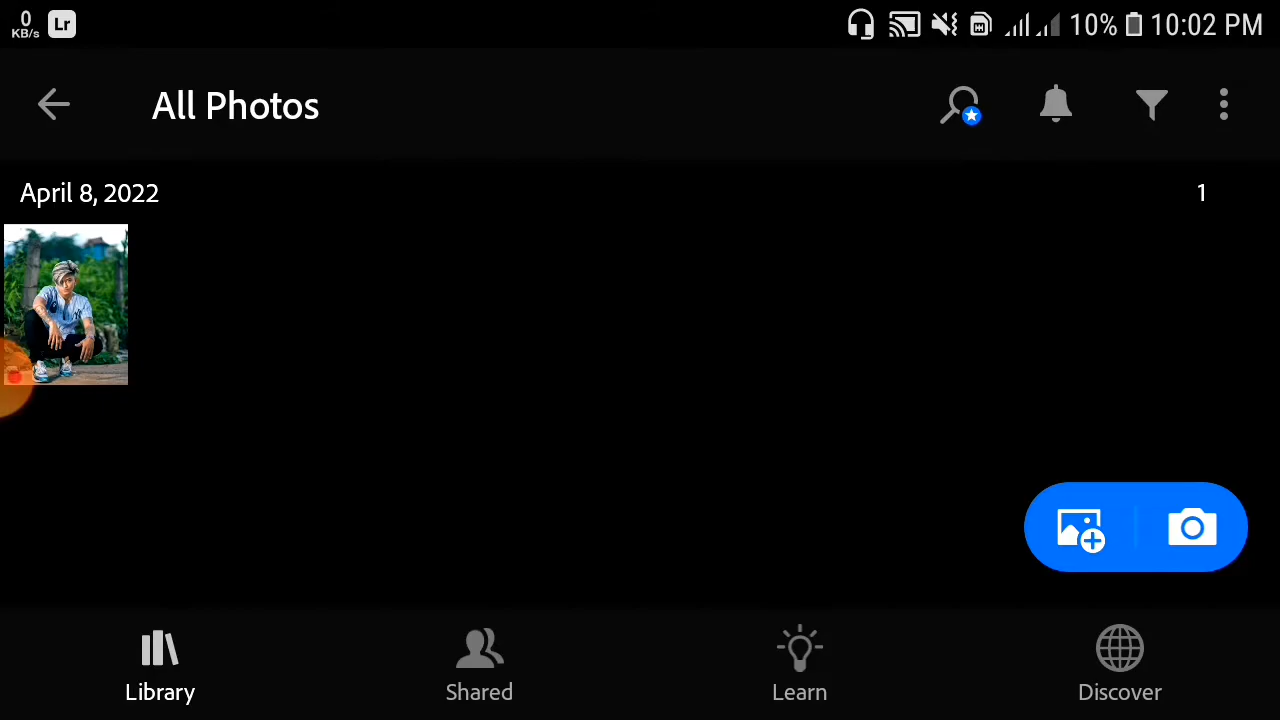 0 KB/s Lr 10% 10:02 PM
All Photos
April 8, 2022 1
Library Shared Learn Discover